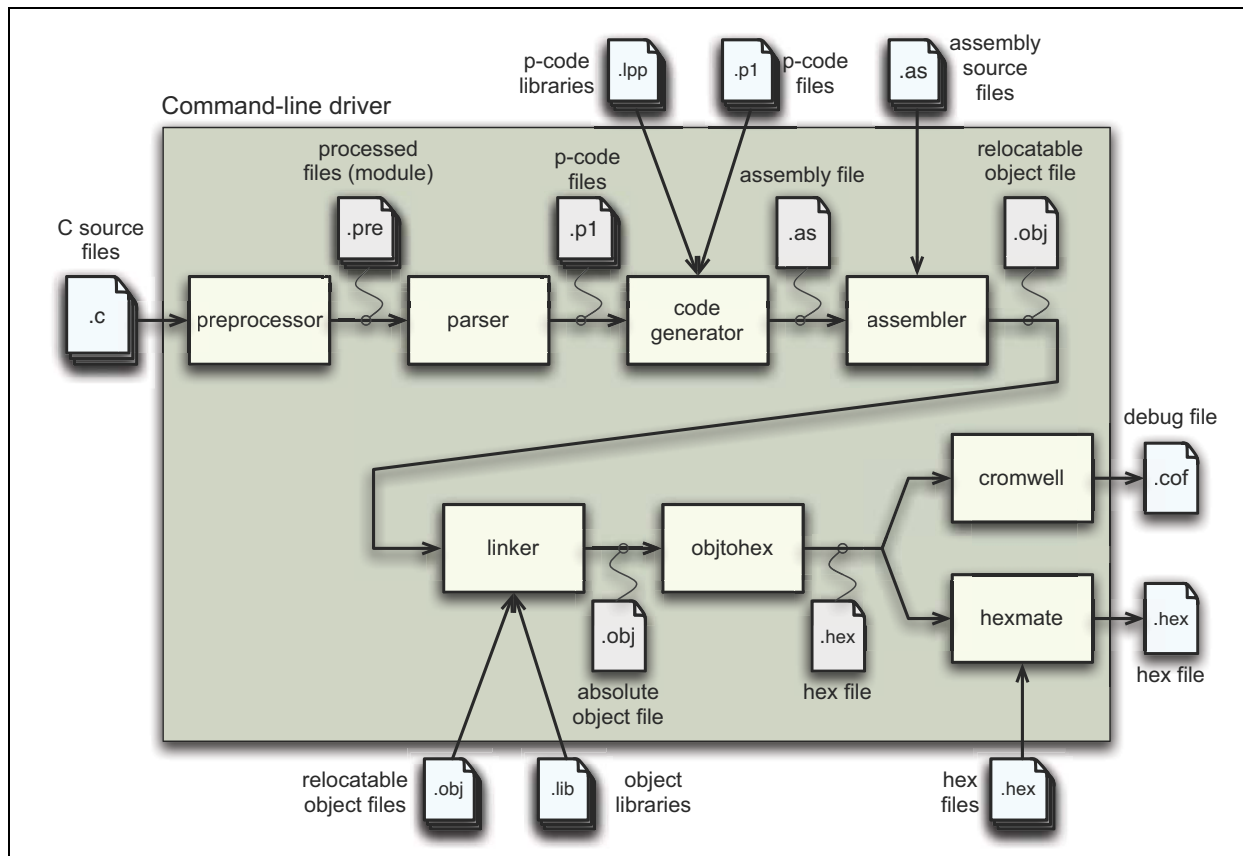 p-code
libraries
.lpp
.p1
p-code
files
.as
assembly
source
files
Command-line driver
processed
files (module)
.pre
p-code
files
.p1
assembly file
.as
relocatable
object file
.obj
C source
files
.c
preprocessor
parser
code
generator
assembler
linker
objtohex
cromwell
debug file
.cof
hexmate
.hex
hex file
.obj
absolute
object file
.hex
hex file
relocatable
object files
.obj
.lib
object
libraries
hex
files
.hex